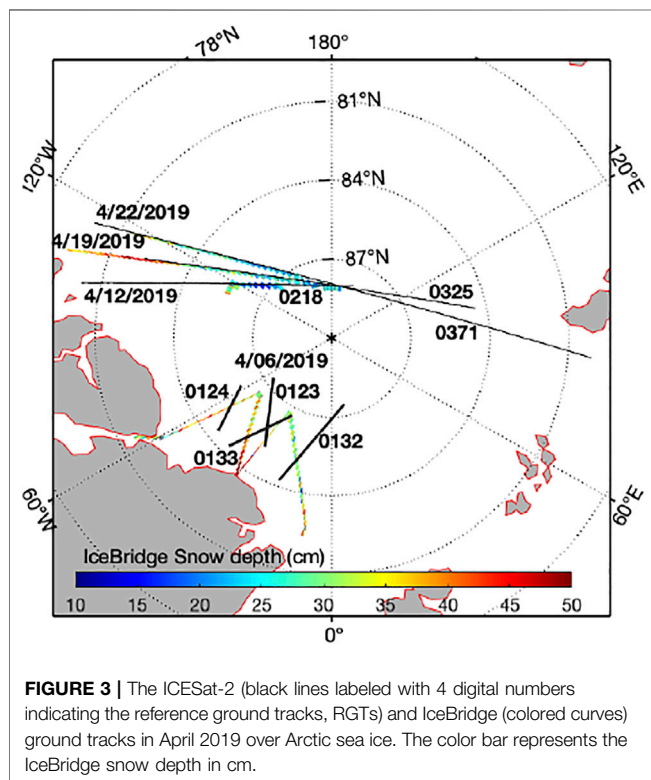 78°N
180°
81°N
120°W
120°E
84°N
4/22/2019
4/19/2019
87°N
4/12/2019
0218
0325
0371
4/06/2019
0124
0123
0132
0133
60°W
60°E
IceBridge Snow depth (cm)
10 15 20 25 30 35 40 45 50
0°
FIGURE 3 | The ICESat-2 (black lines labeled with 4 digital numbers
indicating the reference ground tracks, RGTs) and IceBridge (colored curves)
ground tracks in April 2019 over Arctic sea ice. The color bar represents the
IceBridge snow depth in cm.